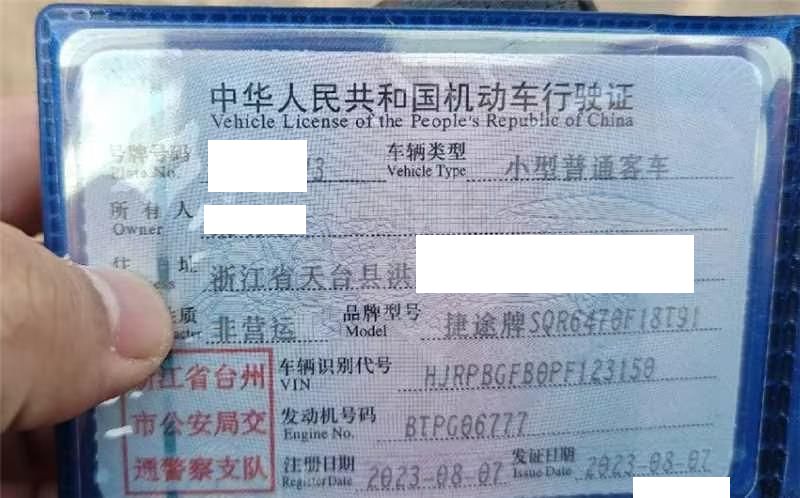 中华人民共和国机动车行驶证
Vehicle License of the People's Republic of China
号牌号码 3 车辆类型 小型普通客车
Plate No. Vehicle Type
所有人
Owner
住址 浙江省天台县洪
非营运 品牌型号 捷途牌SQR6470F18T91
Model
浙江省台州 车辆识别代号 HJRPBGFB0PF123150
VIN
市公安局交 发动机号码 BTPG06777
Engine No.
通警察支队 注册日期 2023-08-07 发证日期 2023-08-07
Register Date Issue Date